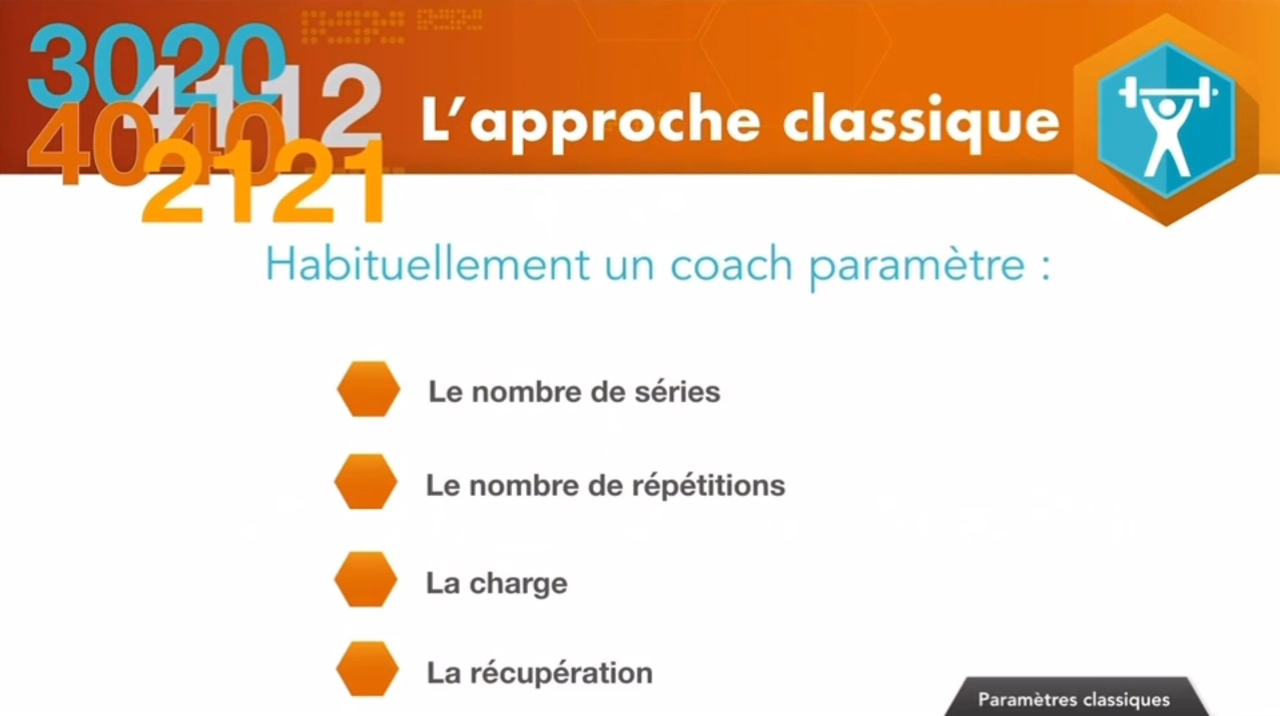 3020
4112
4040
2121
L'approche classique
Habituellement un coach paramètre :
Le nombre de séries
Le nombre de répétitions
La charge
La récupération
Paramètres classiques